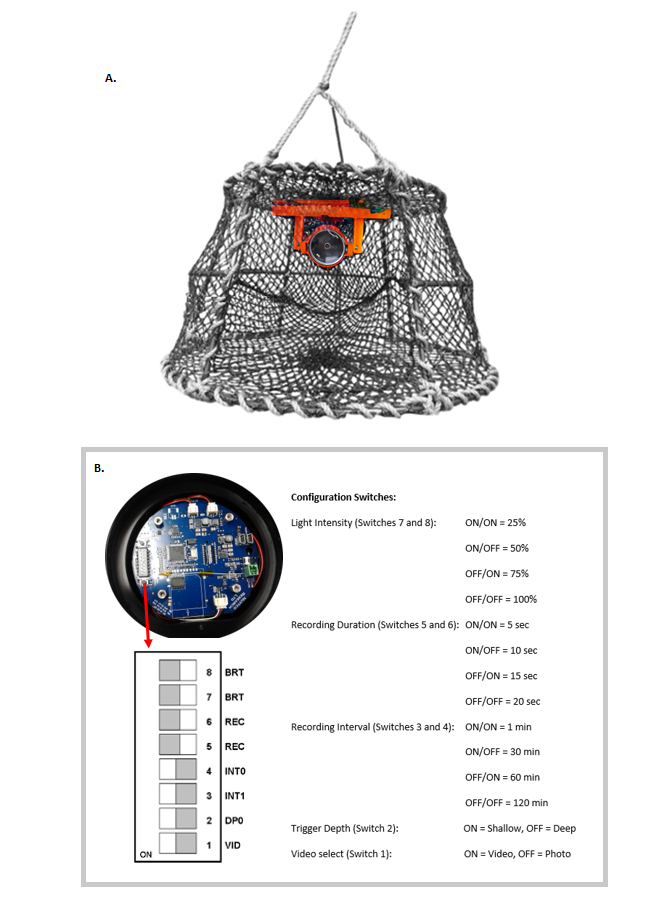 A.
B.
Configuration Switches:
Light Intensity (Switches 7 and 8): ON/ON = 25%
ON/OFF = 50%
OFF/ON = 75%
OFF/OFF = 100%
Recording Duration (Switches 5 and 6): ON/ON = 5 sec
ON/OFF = 10 sec
OFF/ON = 15 sec
OFF/OFF = 20 sec
Recording Interval (Switches 3 and 4): ON/ON = 1 min
ON/OFF = 30 min
OFF/ON = 60 min
OFF/OFF = 120 min
Trigger Depth (Switch 2): ON = Shallow, OFF = Deep
Video select (Switch 1): ON = Video, OFF = Photo
8 BRT
7 BRT
6 REC
5 REC
4 INT0
3 INT1
2 DP0
1 VID
ON